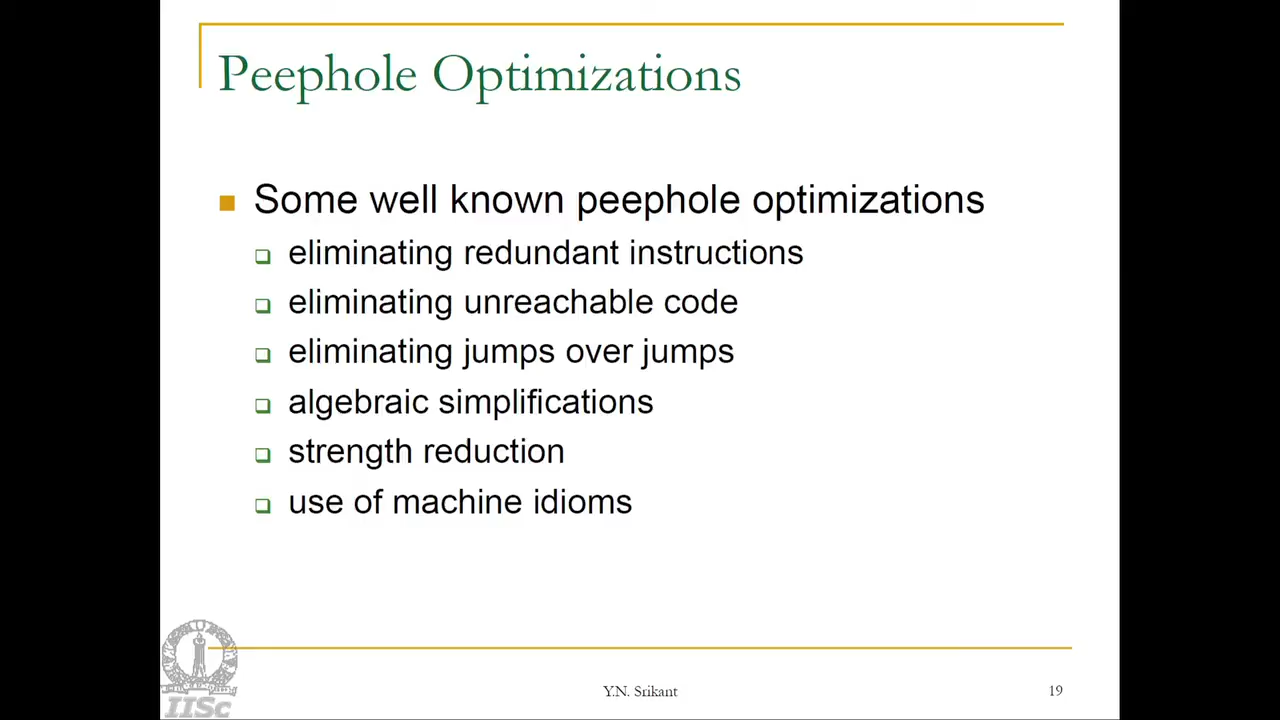 Peephole Optimizations
Some well known peephole optimizations
eliminating redundant instructions
eliminating unreachable code
eliminating jumps over jumps
algebraic simplifications
strength reduction
use of machine idioms
IISc
Y.N. Srikant
19